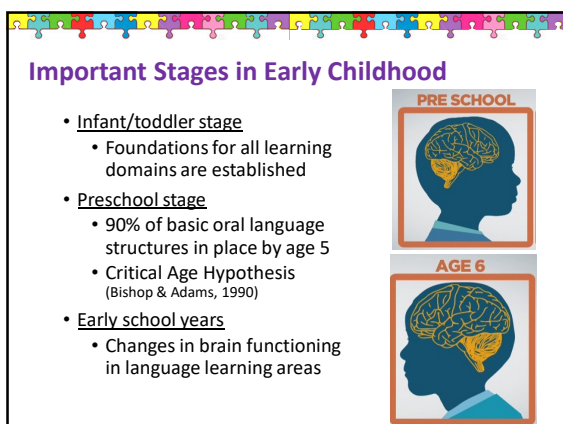 Important Stages in Early Childhood
• Infant/toddler stage
• Foundations for all learning
domains are established
• Preschool stage
• 90% of basic oral language
structures in place by age 5
• Critical Age Hypothesis
(Bishop & Adams, 1990)
• Early school years
• Changes in brain functioning
in language learning areas
PRE SCHOOL
AGE 6